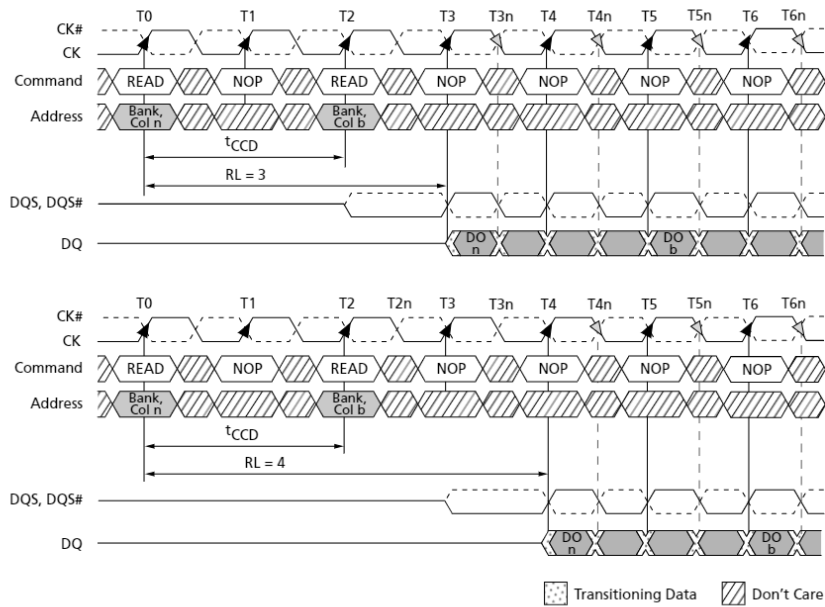 T0 T1 T2 T3 T3n T4 T4n T5 T5n T6 T6n
CK#
CK
Command READ NOP READ NOP NOP NOP NOP
Address Bank, Col n Bank, Col b
tCCD
RL = 3
DQS, DQS#
DQ DO n DO b
T0 T1 T2 T2n T3 T3n T4 T4n T5 T5n T6 T6n
CK#
CK
Command READ NOP READ NOP NOP NOP NOP
Address Bank, Col n Bank, Col b
tCCD
RL = 4
DQS, DQS#
DQ DO n DO b
Transitioning Data Don't Care